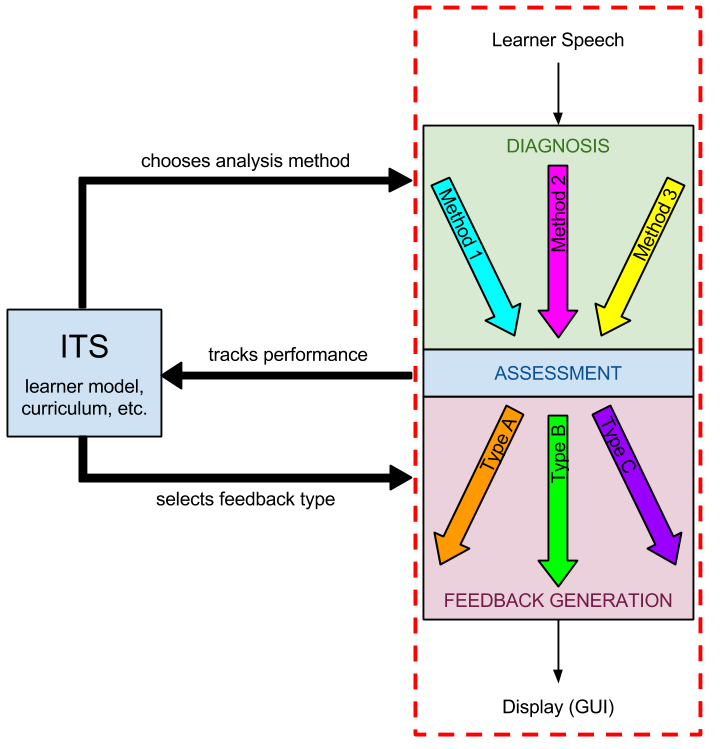 Learner Speech
DIAGNOSIS
chooses analysis method
Method 1
Method 2
Method 3
ITS
learner model,
curriculum, etc.
tracks performance
ASSESSMENT
Type A
Type B
Type C
selects feedback type
FEEDBACK GENERATION
Display (GUI)